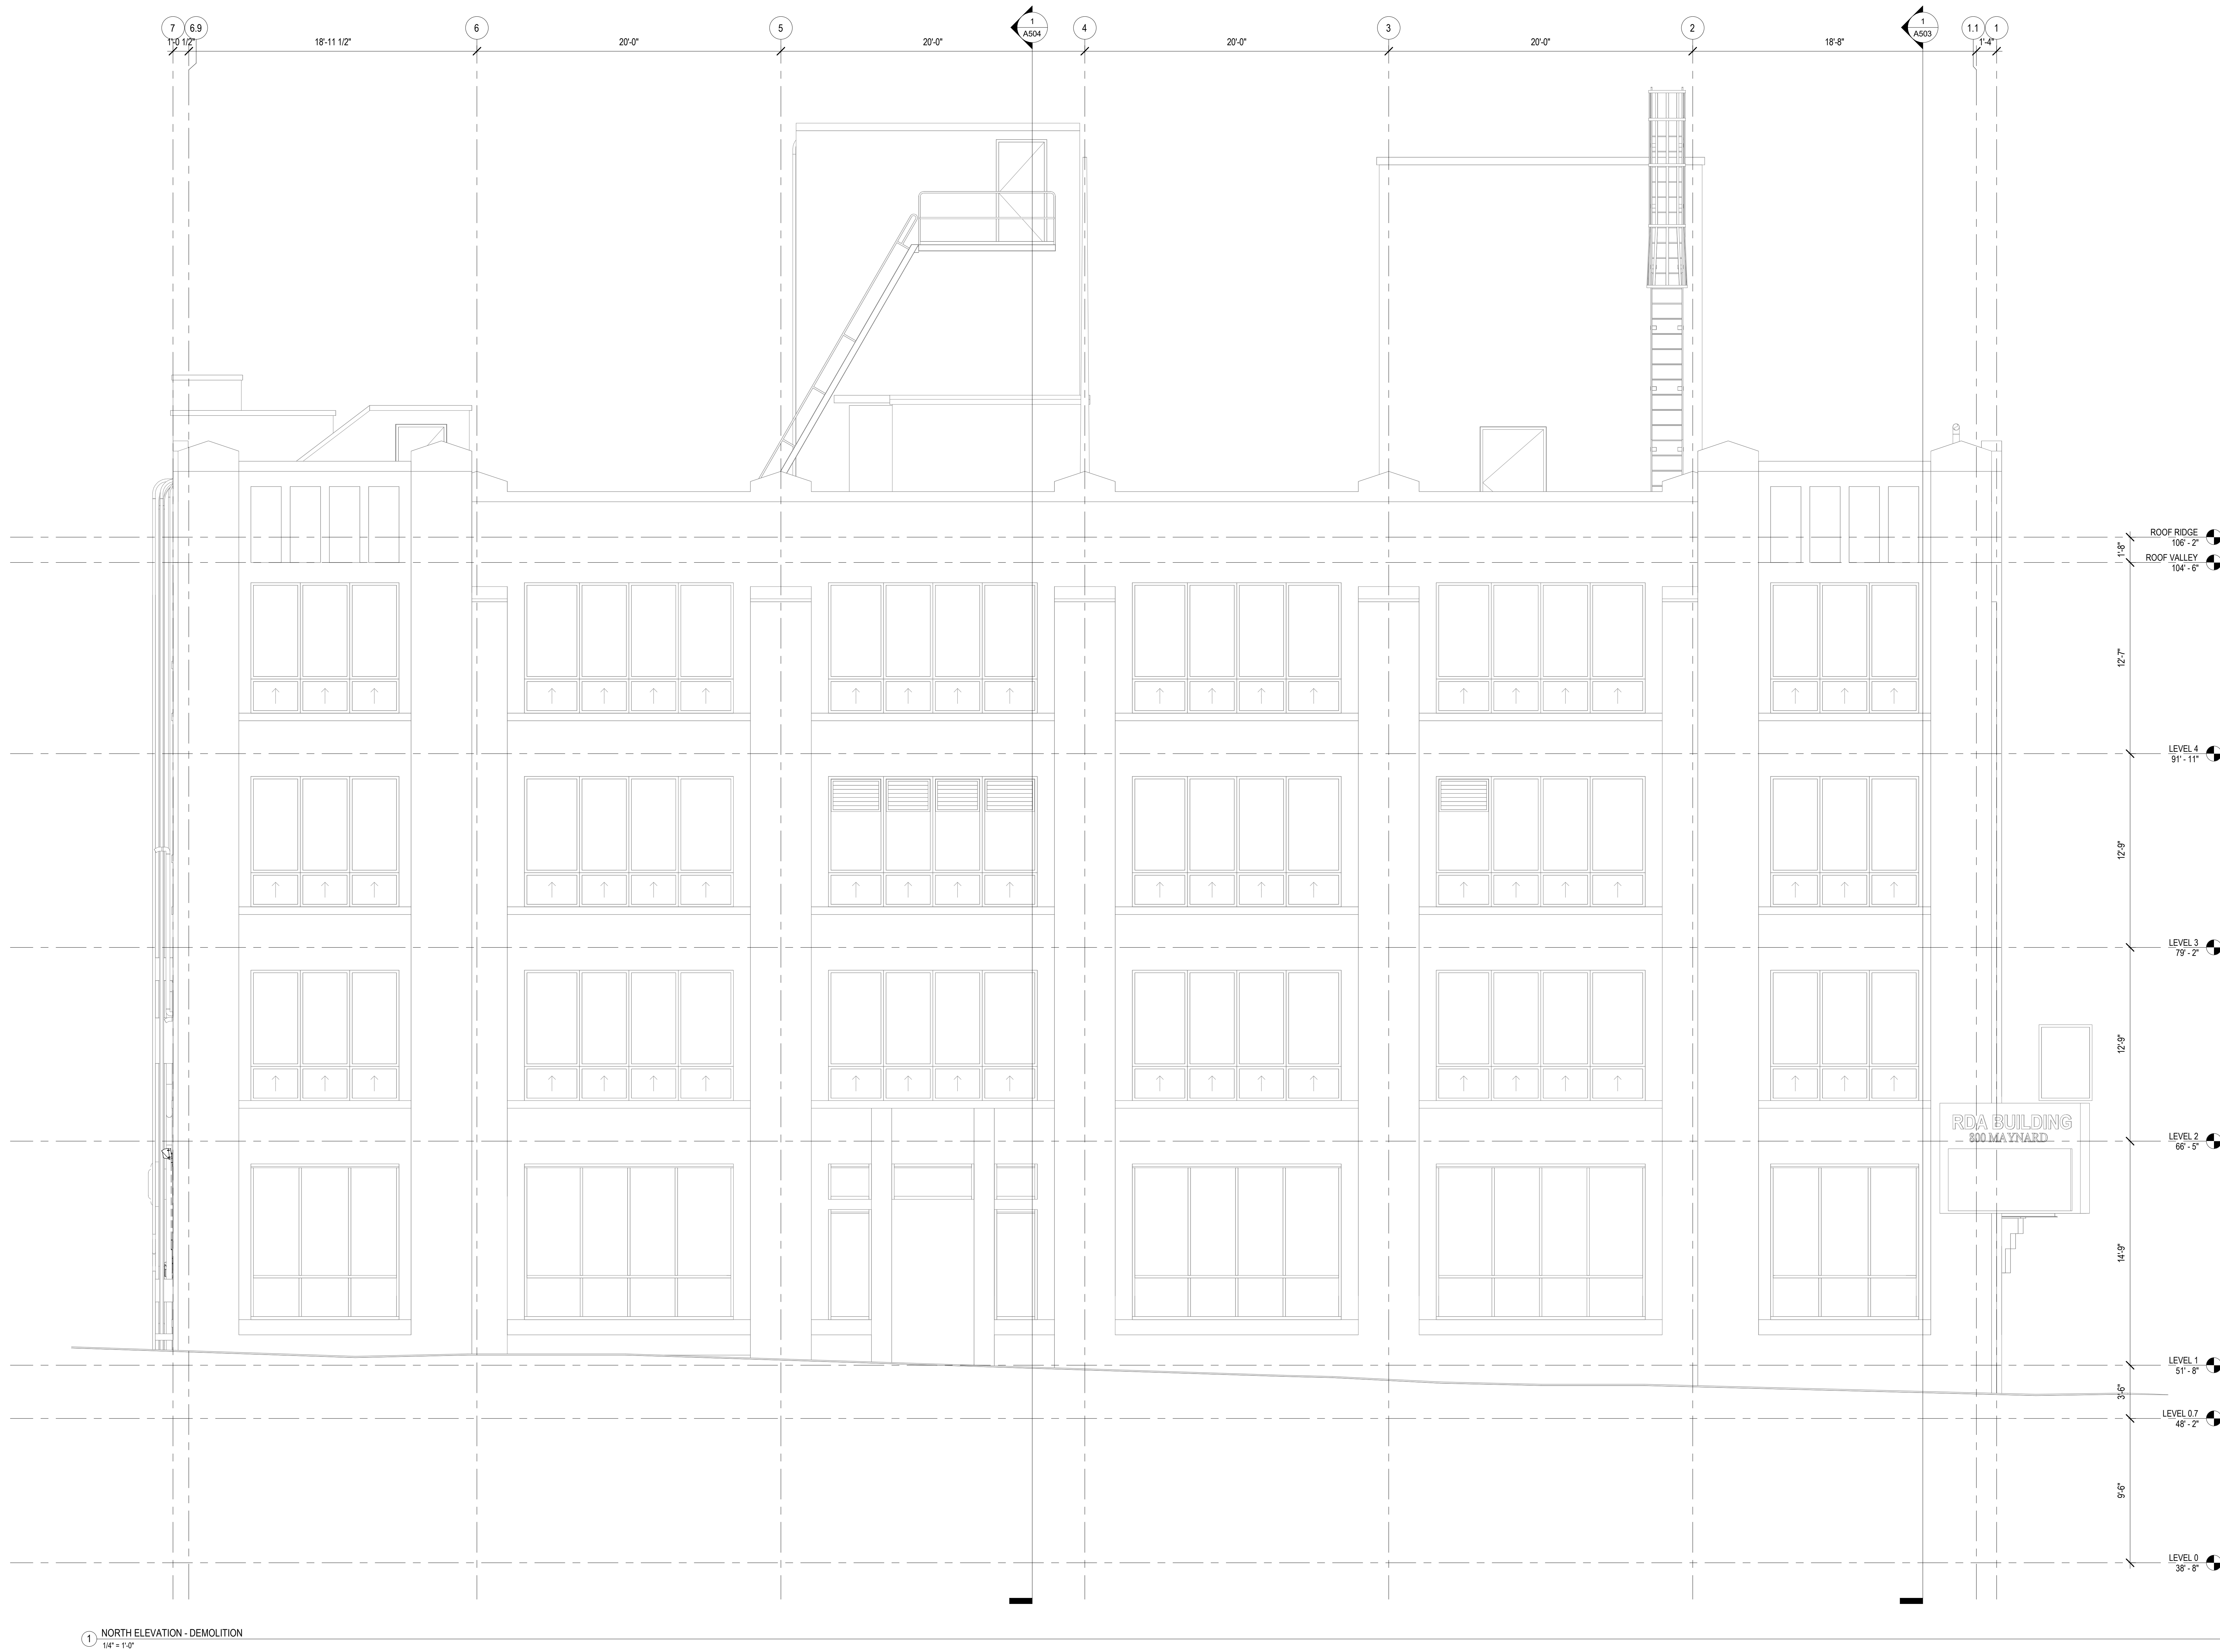 7
6.9
6
5
1
A504
4
3
2
1
A503
1.1
1
1'-0 1/2"
18'-11 1/2"
20'-0"
20'-0"
20'-0"
20'-0"
18'-8"
1'-4"
ROOF RIDGE
106' - 2"
1'-8"
ROOF VALLEY
104' - 6"
12'-7"
LEVEL 4
91' - 11"
12'-9"
LEVEL 3
79' - 2"
12'-9"
RDA BUILDING
800 MAYNARD
LEVEL 2
66' - 5"
14'-9"
LEVEL 1
51' - 8"
3'-6"
LEVEL 0.7
48' - 2"
9'-6"
LEVEL 0
38' - 8"
1
NORTH ELEVATION - DEMOLITION
1/4" = 1'-0"